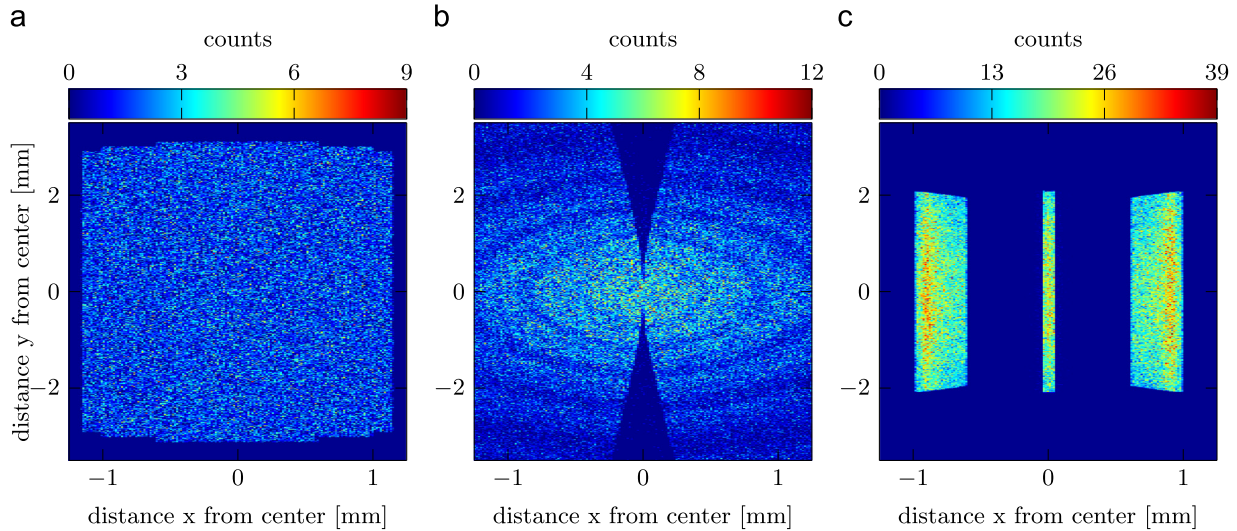 a
counts
0 3 6 9
2
0
−2
−1 0 1
distance x from center [mm]
distance y from center [mm]
b
counts
0 4 8 12
2
0
−2
−1 0 1
distance x from center [mm]
c
counts
0 13 26 39
2
0
−2
−1 0 1
distance x from center [mm]